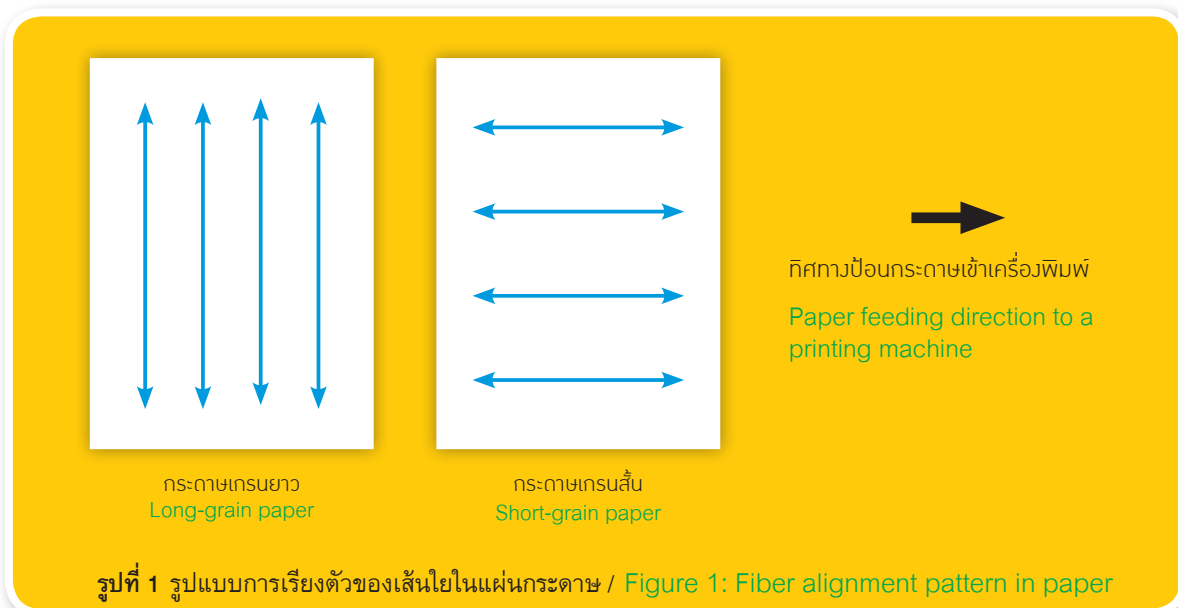 ทิศทางป้อนกระดาษเข้าเครื่องพิมพ์
Paper feeding direction to a
printing machine
กระดาษเกรนยาว
Long-grain paper
กระดาษเกรนสั้น
Short-grain paper
รูปที่ 1 รูปแบบการเรียงตัวของเส้นใยในแผ่นกระดาษ / Figure 1: Fiber alignment pattern in paper